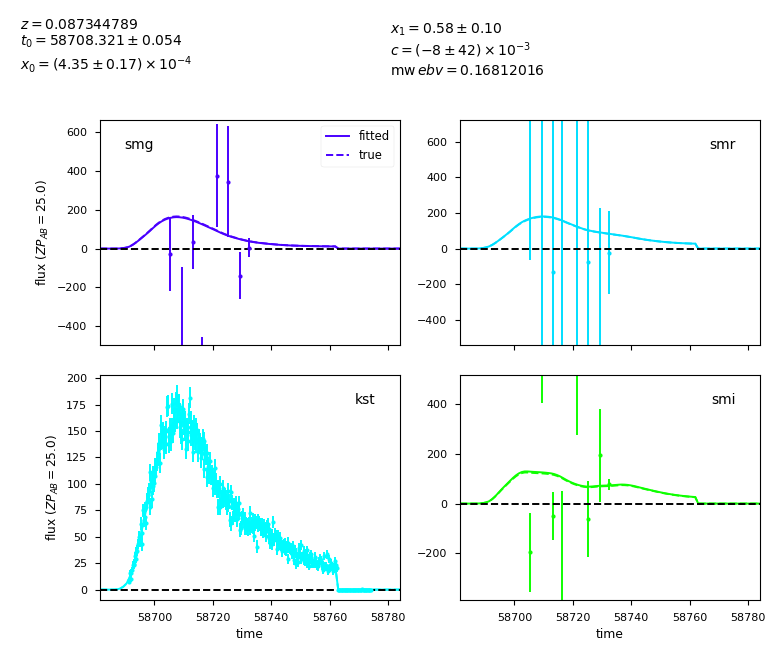 z = 0.087344789
t0 = 58708.321 ± 0.054
x0 = (4.35 ± 0.17) × 10^−4
x1 = 0.58 ± 0.10
c = (−8 ± 42) × 10^−3
mw ebv = 0.16812016
smg
fitted
true
600
400
200
0
−200
−400
flux (ZP_AB = 25.0)
smr
600
400
200
0
−200
−400
kst
200
175
150
125
100
75
50
25
0
flux (ZP_AB = 25.0)
58700 58720 58740 58760 58780
time
smi
400
200
0
−200
58700 58720 58740 58760 58780
time